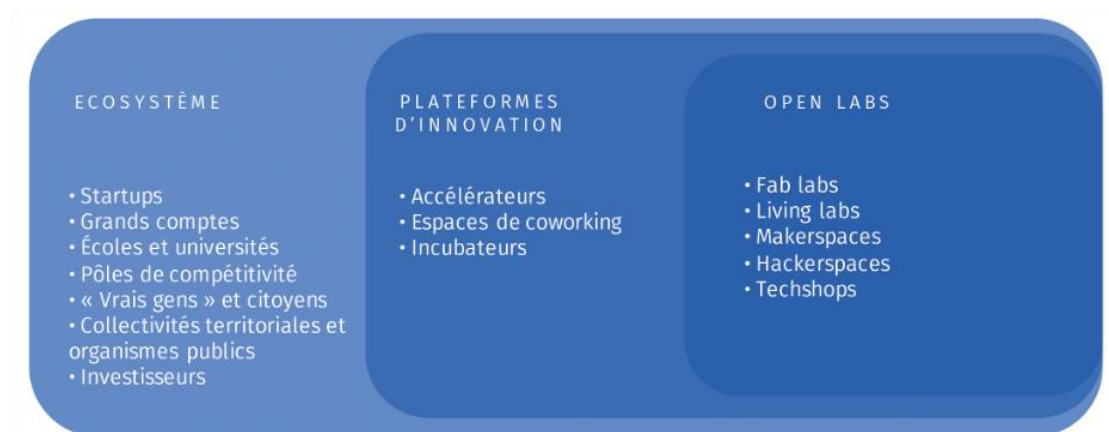 ECOSYSTÈME
• Startups
• Grands comptes
• Écoles et universités
• Pôles de compétitivité
• « Vrais gens » et citoyens
• Collectivités territoriales et
organismes publics
• Investisseurs
PLATEFORMES
D’INNOVATION
• Accélérateurs
• Espaces de coworking
• Incubateurs
OPEN LABS
• Fab labs
• Living labs
• Makerspaces
• Hackerspaces
• Techshops